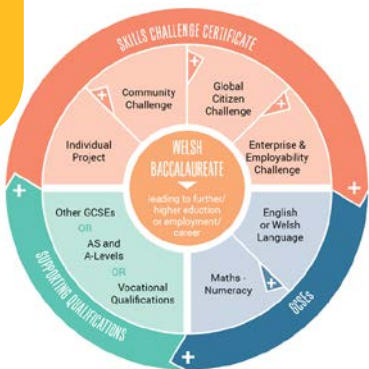 SKILLS CHALLENGE CERTIFICATE
Individual
Project
Community
Challenge
Global
Citizen
Challenge
Enterprise &
Employability
Challenge
WELSH
BACCALAUREATE
leading to further/
higher eduction
or employment/
career
English
or Welsh
Language
Maths -
Numeracy
GCSEs
Other GCSEs
OR
AS and
A-Levels
OR
Vocational
Qualifications
SUPPORTING QUALIFICATIONS